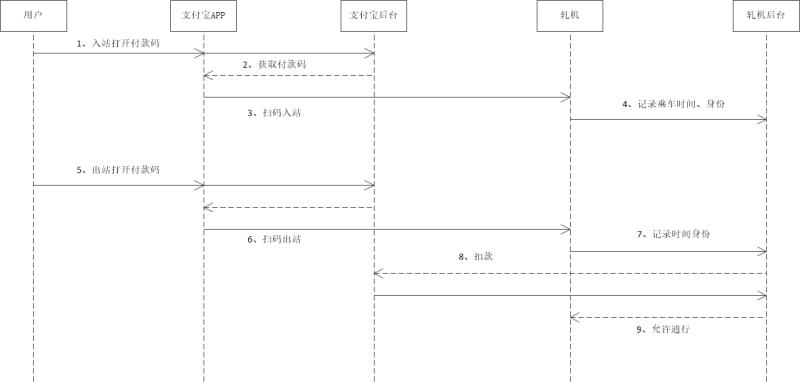 用户
支付宝APP
支付宝后台
轧机
轧机后台
1、入站打开付款码
2、获取付款码
3、扫码入站
4、记录乘车时间、身份
5、出站打开付款码
6、扫码出站
7、记录时间身份
8、扣款
9、允许通行